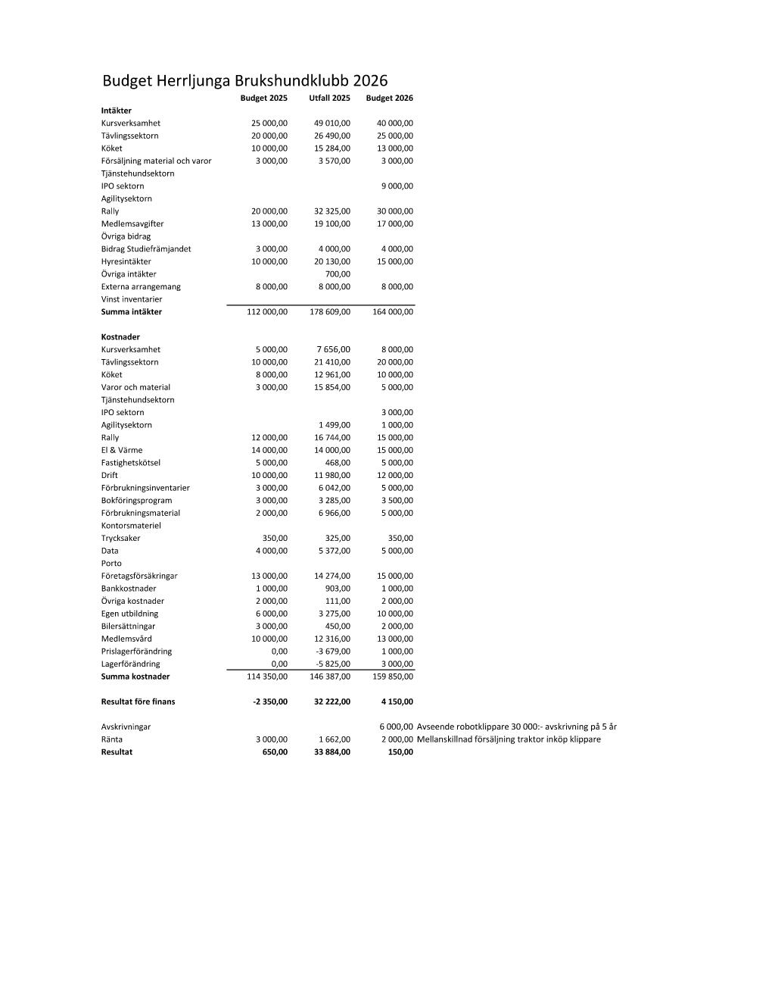 Budget Herrljunga Brukshundklubb 2026
Budget 2025 Utfall 2025 Budget 2026
Intäkter
Kursverksamhet 25 000,00 49 010,00 40 000,00
Tävlingssektorn 20 000,00 26 490,00 25 000,00
Köket 10 000,00 15 284,00 13 000,00
Försäljning material och varor 3 000,00 3 570,00 3 000,00
Tjänstehundsektorn
IPO sektorn 9 000,00
Agilitysektorn
Rally 20 000,00 32 325,00 30 000,00
Medlemsavgifter 13 000,00 19 100,00 17 000,00
Övriga bidrag
Bidrag Studiefrämjandet 3 000,00 4 000,00 4 000,00
Hyresintäkter 10 000,00 20 130,00 15 000,00
Övriga intäkter 700,00
Externa arrangemang 8 000,00 8 000,00 8 000,00
Vinst inventarier
Summa intäkter 112 000,00 178 609,00 164 000,00
Kostnader
Kursverksamhet 5 000,00 7 656,00 8 000,00
Tävlingssektorn 10 000,00 21 410,00 20 000,00
Köket 8 000,00 12 961,00 10 000,00
Varor och material 3 000,00 15 854,00 5 000,00
Tjänstehundsektorn
IPO sektorn 3 000,00
Agilitysektorn 1 499,00 1 000,00
Rally 12 000,00 16 744,00 15 000,00
El & Värme 14 000,00 14 000,00 15 000,00
Fastighetskötsel 5 000,00 468,00 5 000,00
Drift 10 000,00 11 980,00 12 000,00
Förbrukningsinventarier 3 000,00 6 042,00 5 000,00
Bokföringsprogram 3 000,00 3 285,00 3 500,00
Förbrukningsmaterial 2 000,00 6 966,00 5 000,00
Kontorsmateriel
Trycksaker 350,00 325,00 350,00
Data 4 000,00 5 372,00 5 000,00
Porto
Företagsförsäkringar 13 000,00 14 274,00 15 000,00
Bankkostnader 1 000,00 903,00 1 000,00
Övriga kostnader 2 000,00 111,00 2 000,00
Egen utbildning 6 000,00 3 275,00 10 000,00
Bilersättningar 3 000,00 450,00 2 000,00
Medlemsvård 10 000,00 12 316,00 13 000,00
Prislagerförändring 0,00 -3 679,00 1 000,00
Lagerförändring 0,00 -5 825,00 3 000,00
Summa kostnader 114 350,00 146 387,00 159 850,00
Resultat före finans -2 350,00 32 222,00 4 150,00
Avskrivningar 6 000,00 Avseende robotklippare 30 000:- avskrivning på 5 år
Ränta 3 000,00 1 662,00 2 000,00 Mellanskillnad försäljning traktor inköp klippare
Resultat 650,00 33 884,00 150,00